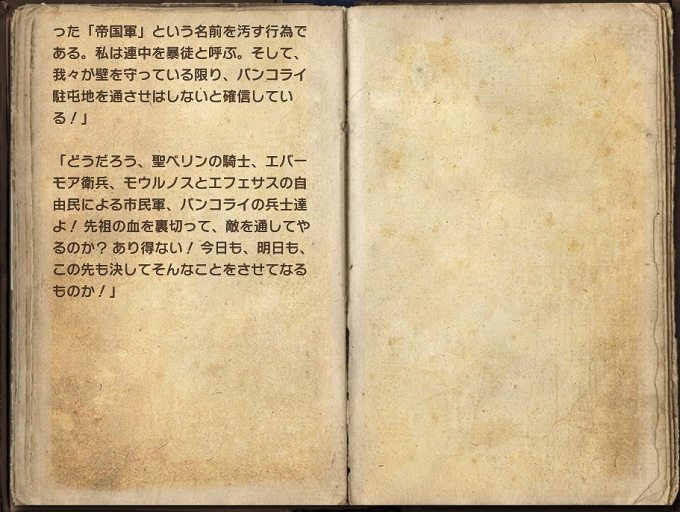 った「帝国軍」という名前を汚す行為で
ある。私は連中を暴徒と呼ぶ。そして、
我々が壁を守っている限り、バンコライ
駐屯地を通させはしないと確信してい
る！」
「どうだろう、聖ペリンの騎士、エバー
モア衛兵、モウルノスとエフェサスの自
由民による市民軍、バンコライの兵士達
よ！ 先祖の血を裏切って、敵を通してや
るのか？ あり得ない！ 今日も、明日も、
この先も決してそんなことをさせてなる
ものか！」